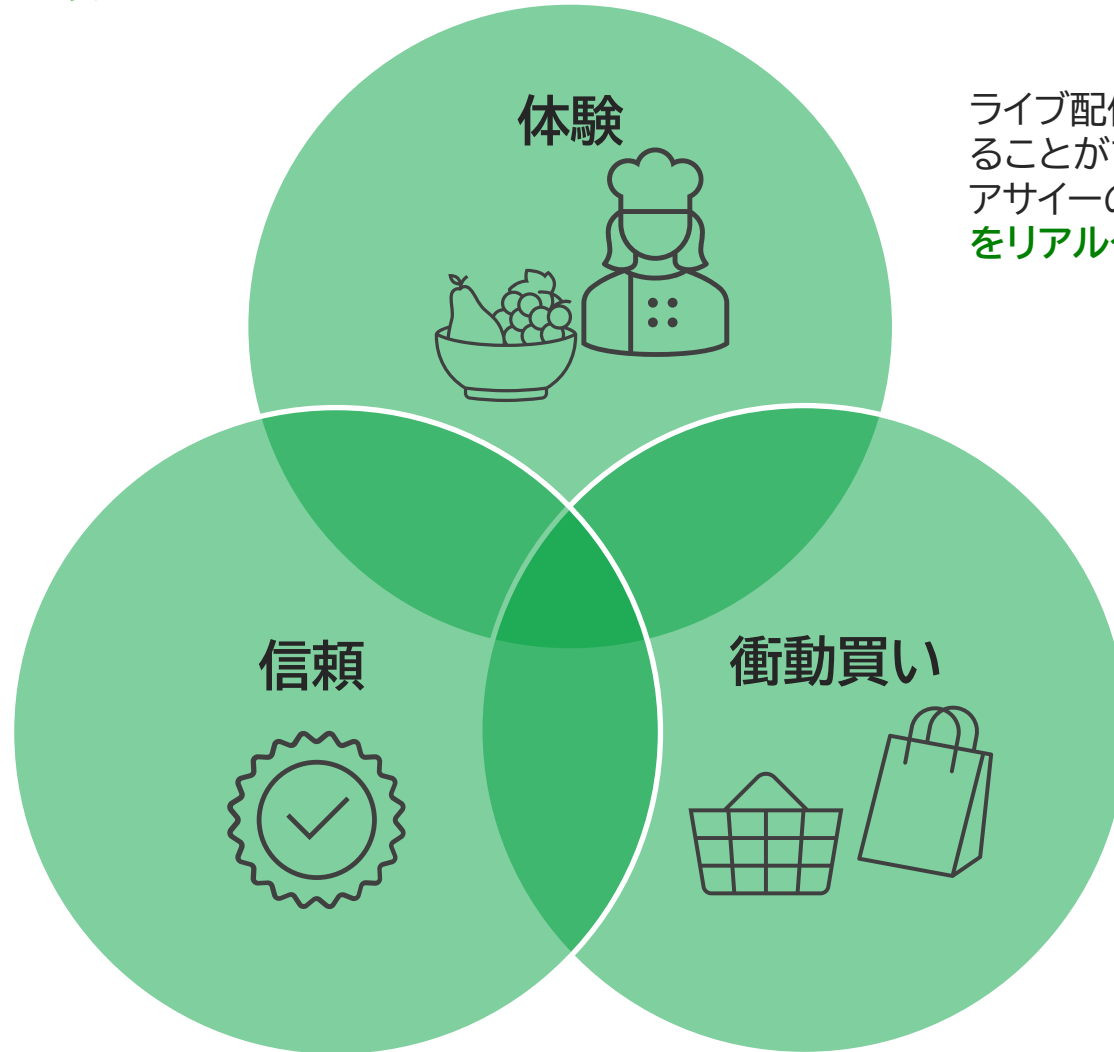 体験
ライブ配
ることが
アサイーの
をリアル
信頼
衝動買い